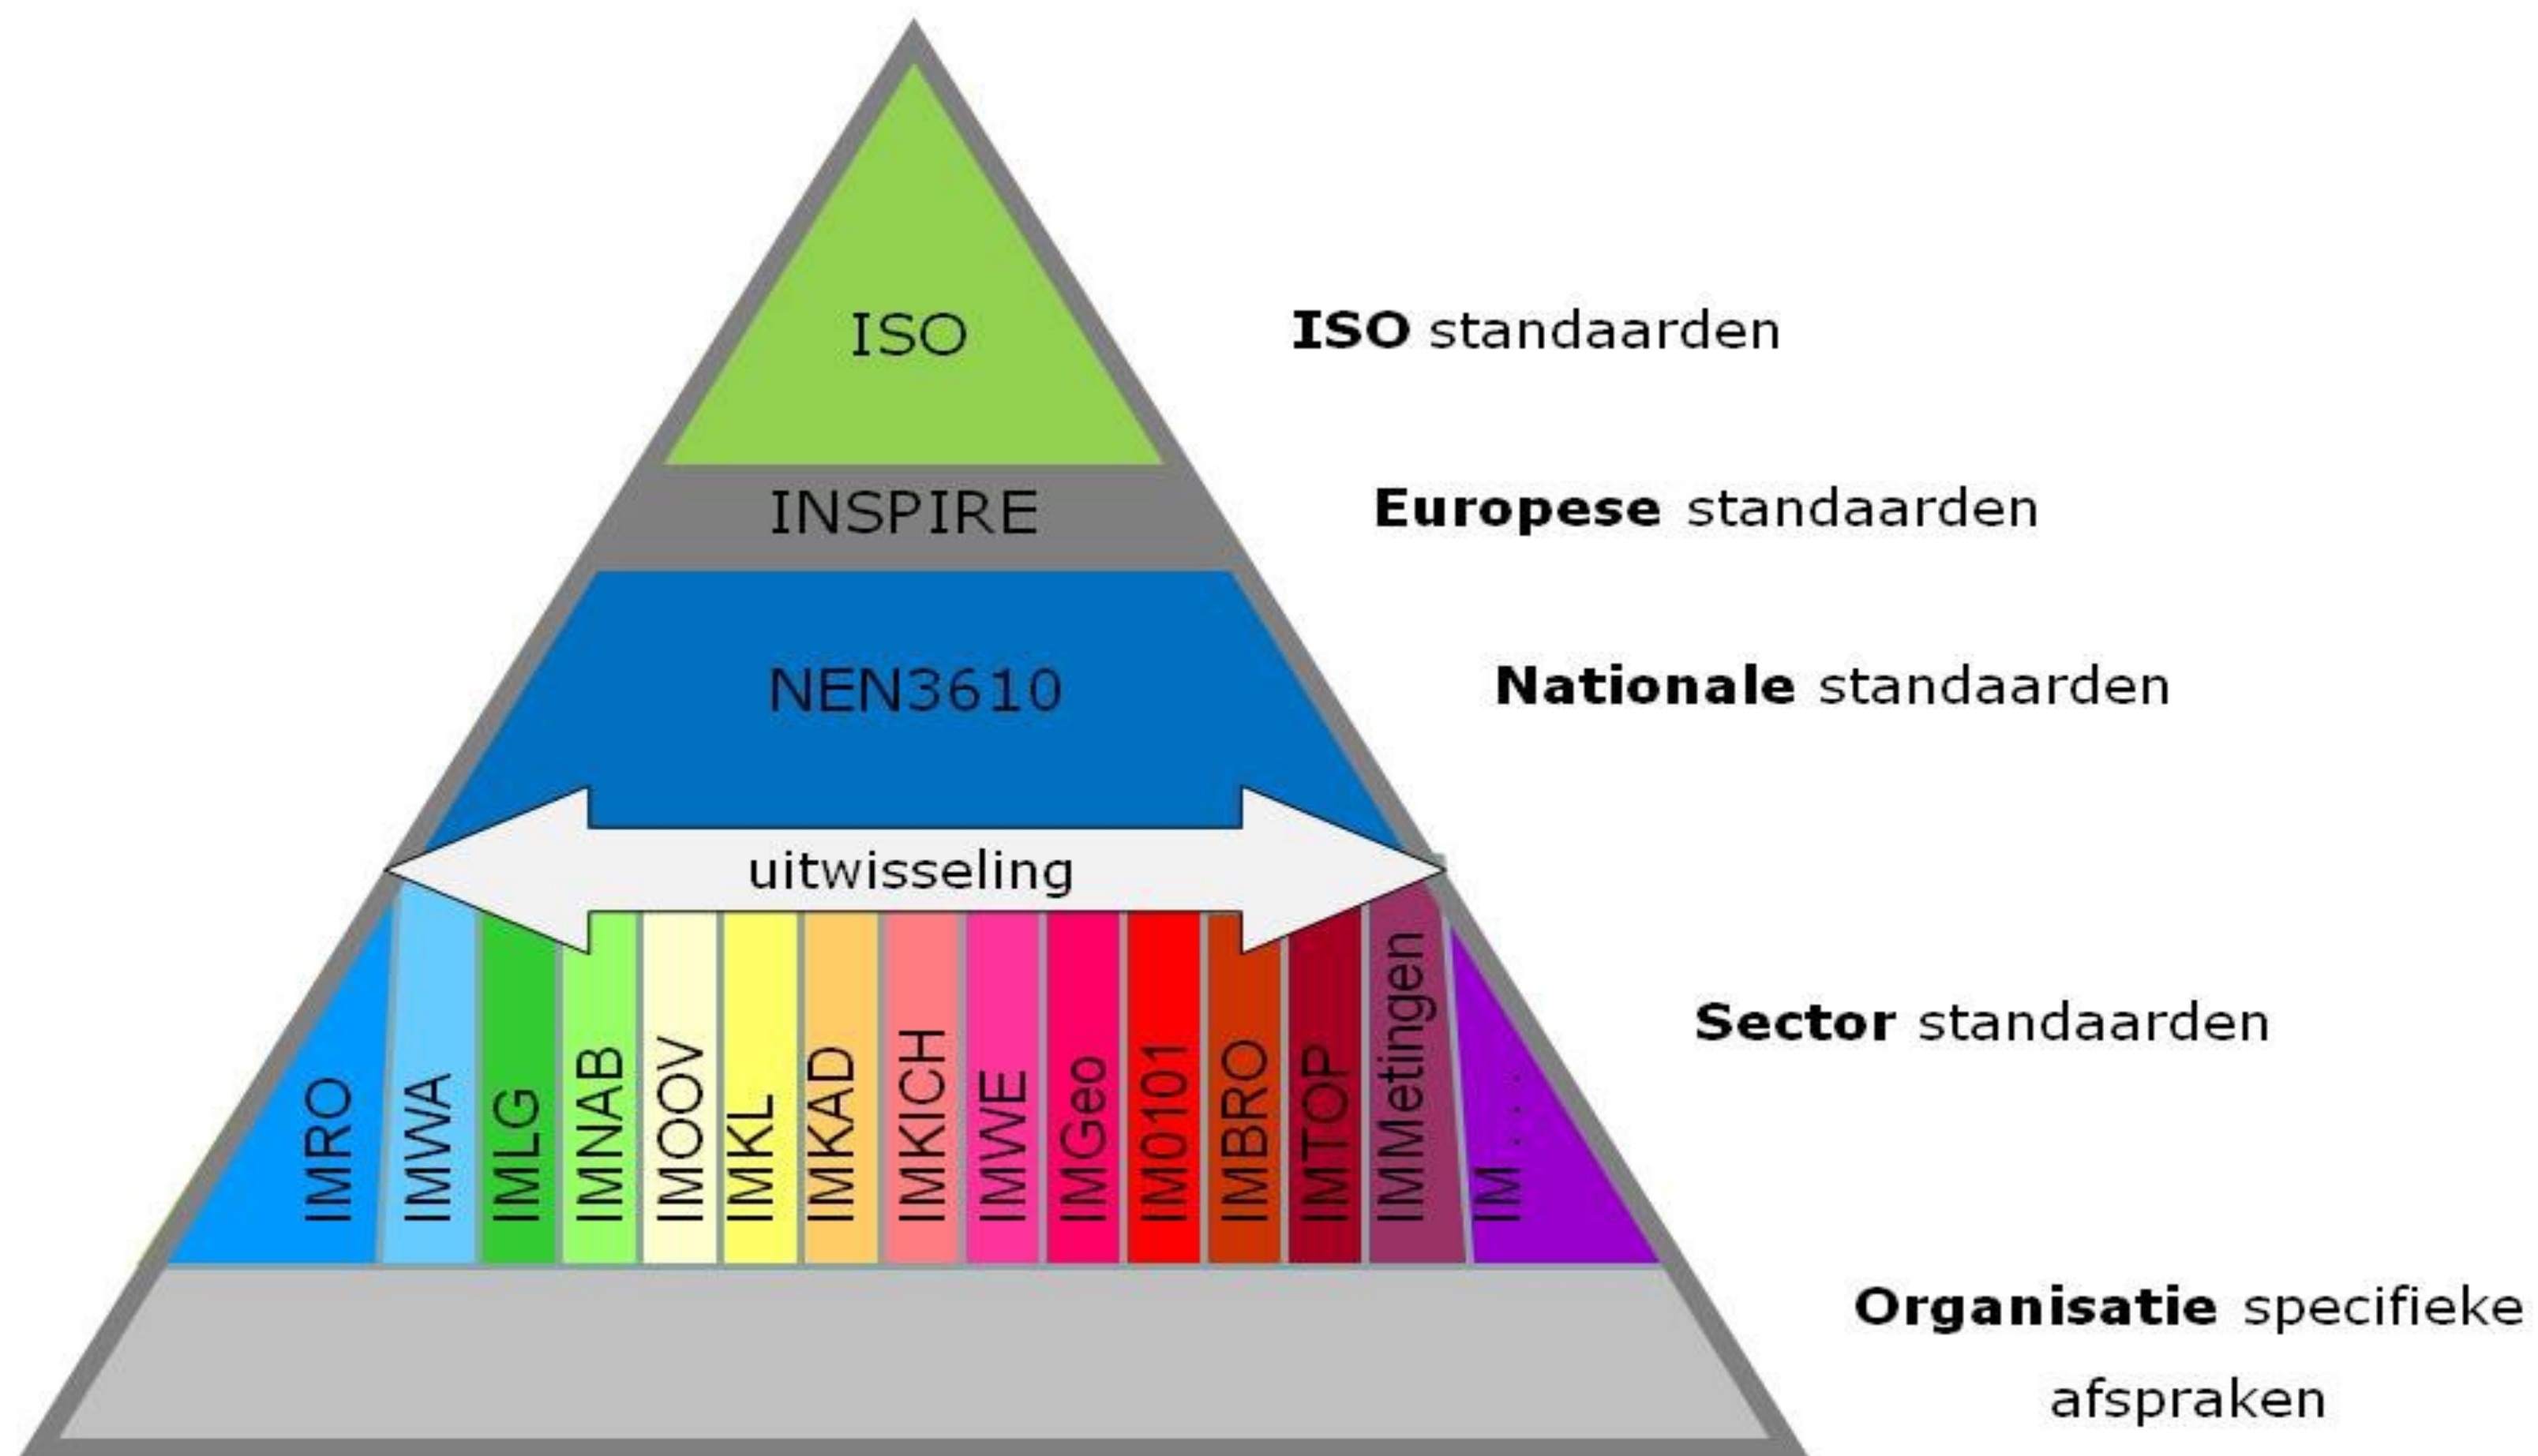 ISO
ISO standaarden
INSPIRE
Europese standaarden
NEN3610
Nationale standaarden
uitwisseling
IMRO
IMWA
IMLG
IMNAB
IMOOV
IMKL
IMKAD
IMKICH
IMWE
IMGeo
IM0101
IMBRO
IMTOP
IMMetingen
IM.....
Sector standaarden
Organisatie specifieke
afspraken